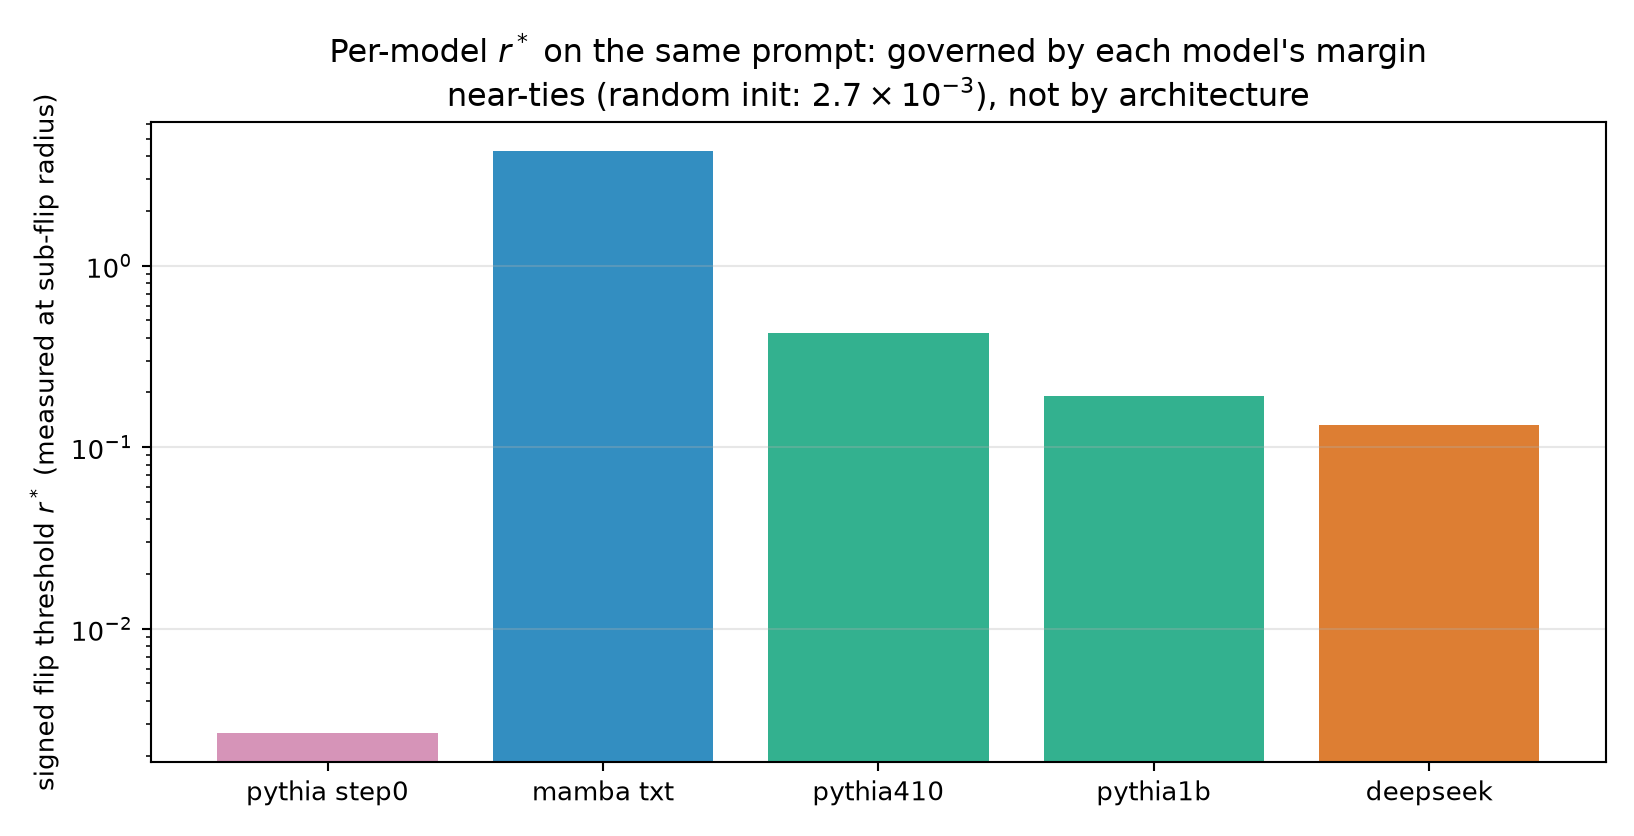 Per-model r* on the same prompt: governed by each model's margin
near-ties (random init: 2.7 × 10⁻³), not by architecture
signed flip threshold r* (measured at sub-flip radius)
10⁰
10⁻¹
10⁻²
pythia step0
mamba txt
pythia410
pythia1b
deepseek